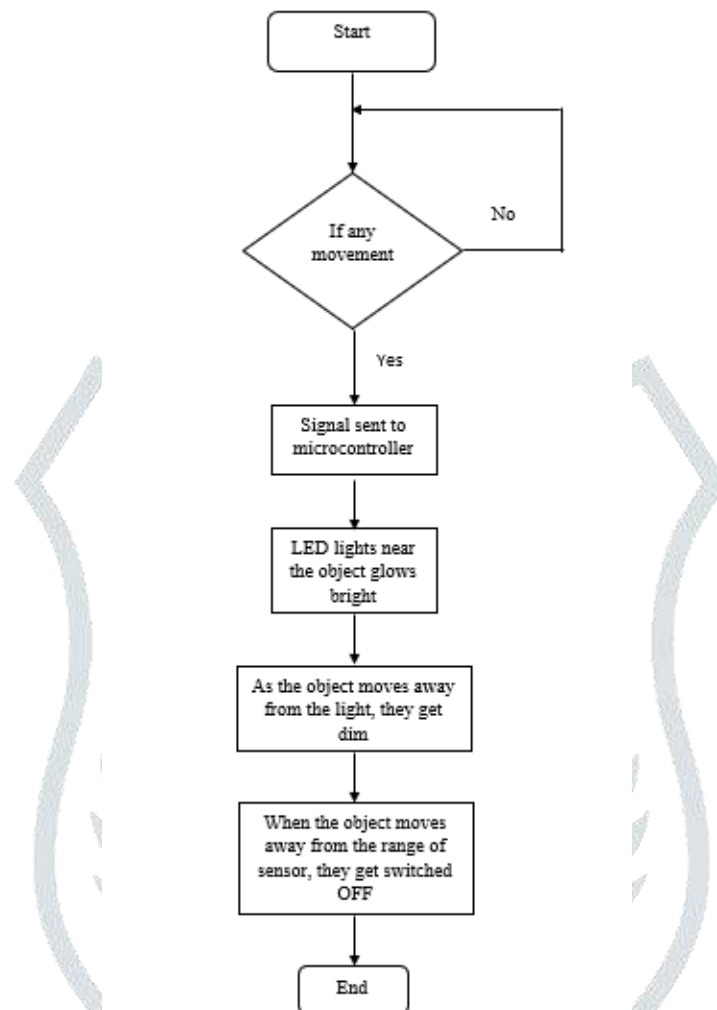 Start
No
If any
movement
Yes
Signal sent to
microcontroller
LED lights near
the object glows
bright
As the object moves away
from the light, they get
dim
When the object moves
away from the range of
sensor, they get switched
OFF
End